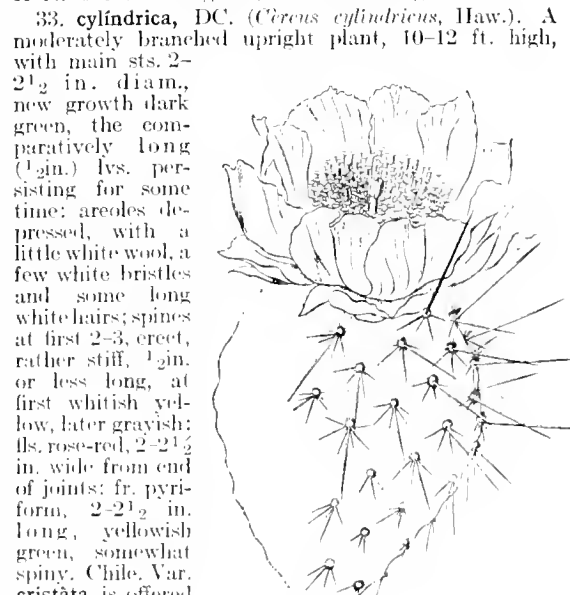 33. cylíndrica, DC. (Cèreus cylindricus, Haw.). A
moderately branched upright plant, 10–12 ft. high,
with main sts. 2–
2½ in. diam.,
new growth dark
green, the com-
paratively long
(½in.) lvs. per-
sisting for some
time: areoles de-
pressed, with a
little white wool, a
few white bristles
and some long
white hairs; spines
at first 2–3, erect,
rather stiff, ½in.
or less long, at
first whitish yel-
low, later grayish:
fls. rose-red, 2–2½
in. wide from end
of joints: fr. pyri-
form, 2–2½ in.
long, yellowish
green, somewhat
spiny. Chile. Var.
cristàta is offered